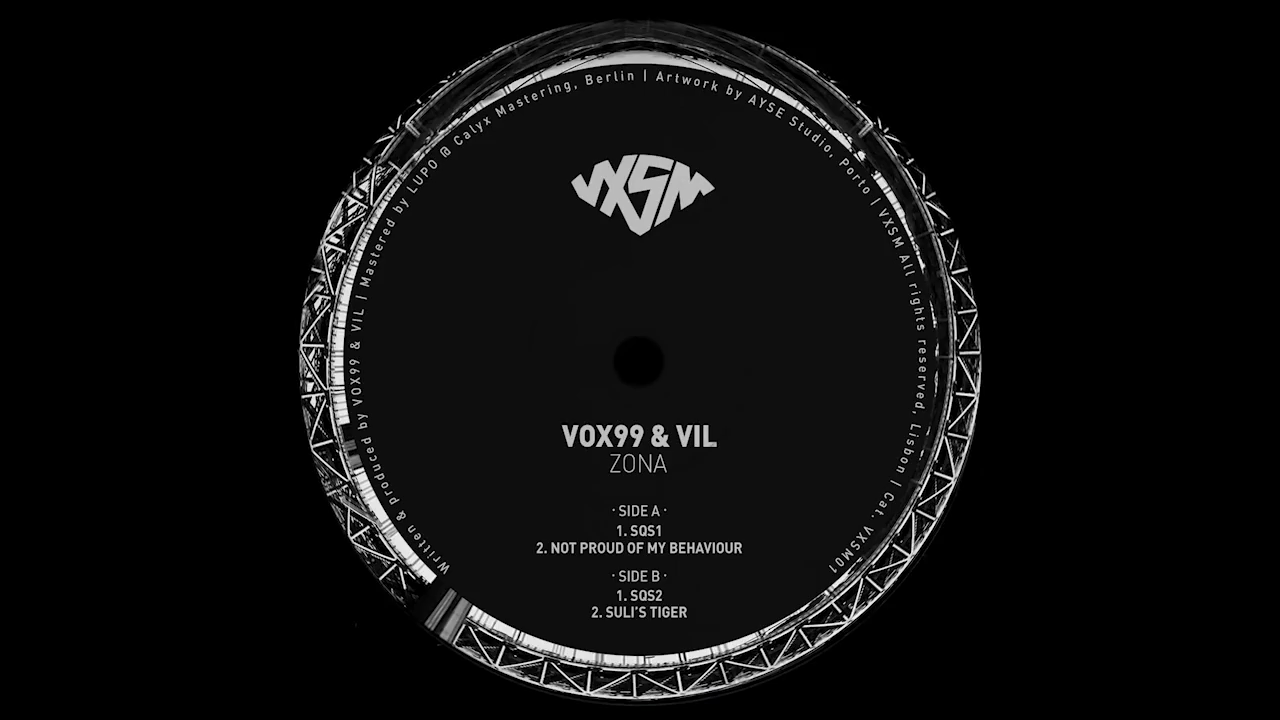 Written & produced by VOX99 & VIL | Mastered by LUPO @ Calyx Mastering, Berlin | Artwork by AYSE Studio, Porto | VXSM All rights reserved, Lisbon | Cat. VXSM01
VXSM
VOX99 & VIL
ZONA
· SIDE A ·
1. SQS1
2. NOT PROUD OF MY BEHAVIOUR
· SIDE B ·
1. SQS2
2. SULI'S TIGER